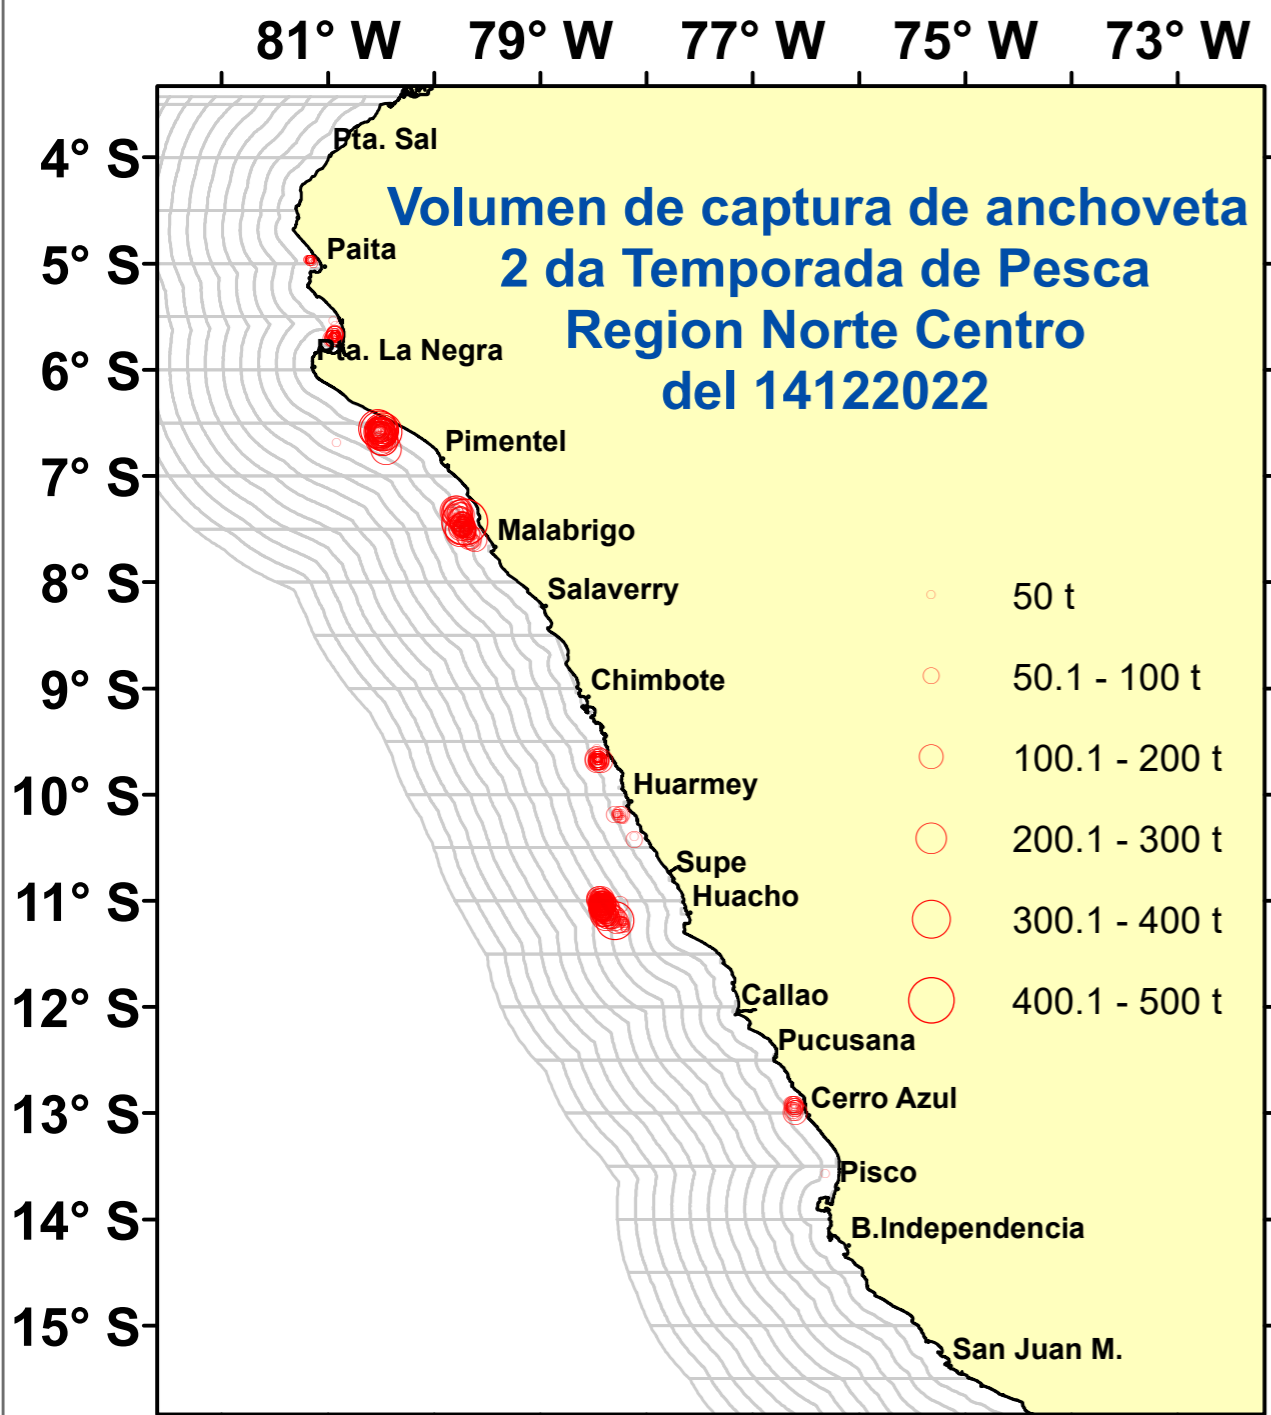 81° W 79° W 77° W 75° W 73° W
4° S
5° S
6° S
7° S
8° S
9° S
10° S
11° S
12° S
13° S
14° S
15° S
Volumen de captura de anchoveta
2 da Temporada de Pesca
Region Norte Centro
del 14122022
Pta. Sal
Paita
Pta. La Negra
Pimentel
Malabrigo
Salaverry
Chimbote
Huarmey
Supe
Huacho
Callao
Pucusana
Cerro Azul
Pisco
B.Independencia
San Juan M.
50 t
50.1 - 100 t
100.1 - 200 t
200.1 - 300 t
300.1 - 400 t
400.1 - 500 t